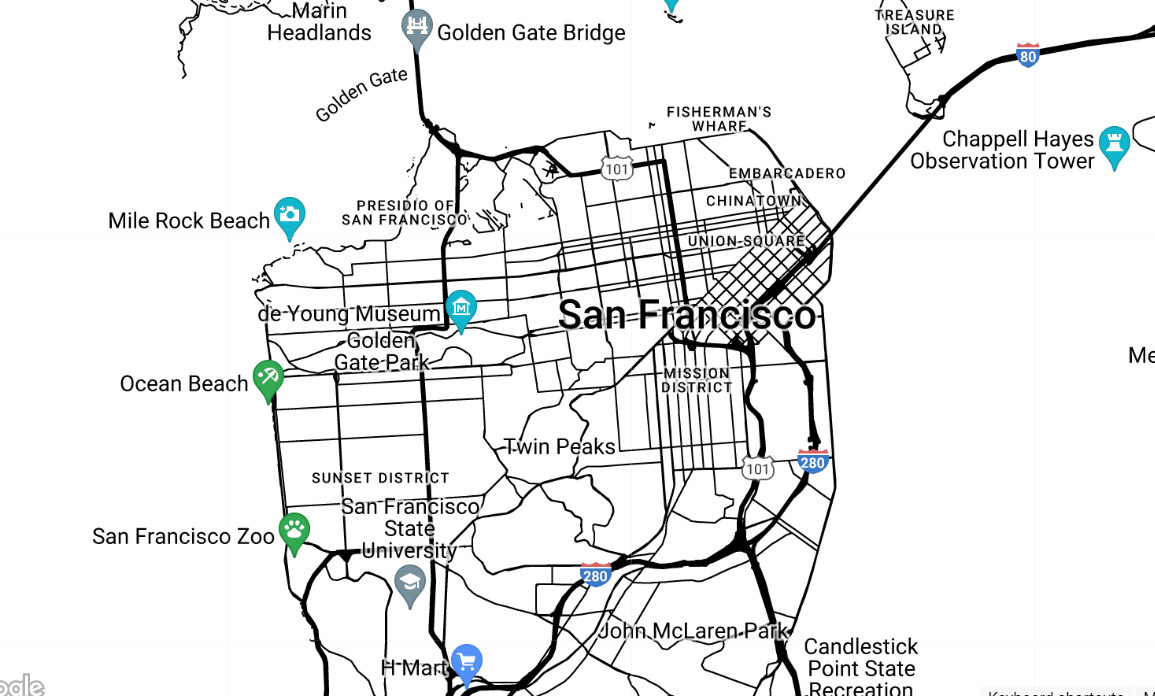 Marin
Headlands
Golden Gate Bridge
TREASURE
ISLAND
80
Golden Gate
FISHERMAN'S
WHARF
Chappell Hayes
Observation Tower
101
EMBARCADERO
PRESIDIO OF
SAN FRANCISCO
CHINATOWN
Mile Rock Beach
UNION SQUARE
de Young Museum
M
San Francisco
Golden
Gate Park
Me
Ocean Beach
MISSION
DISTRICT
Twin Peaks
101
280
SUNSET DISTRICT
San Francisco
State
University
San Francisco Zoo
280
John McLaren Park
H Mart
Candlestick
Point State
Recreation
ogle